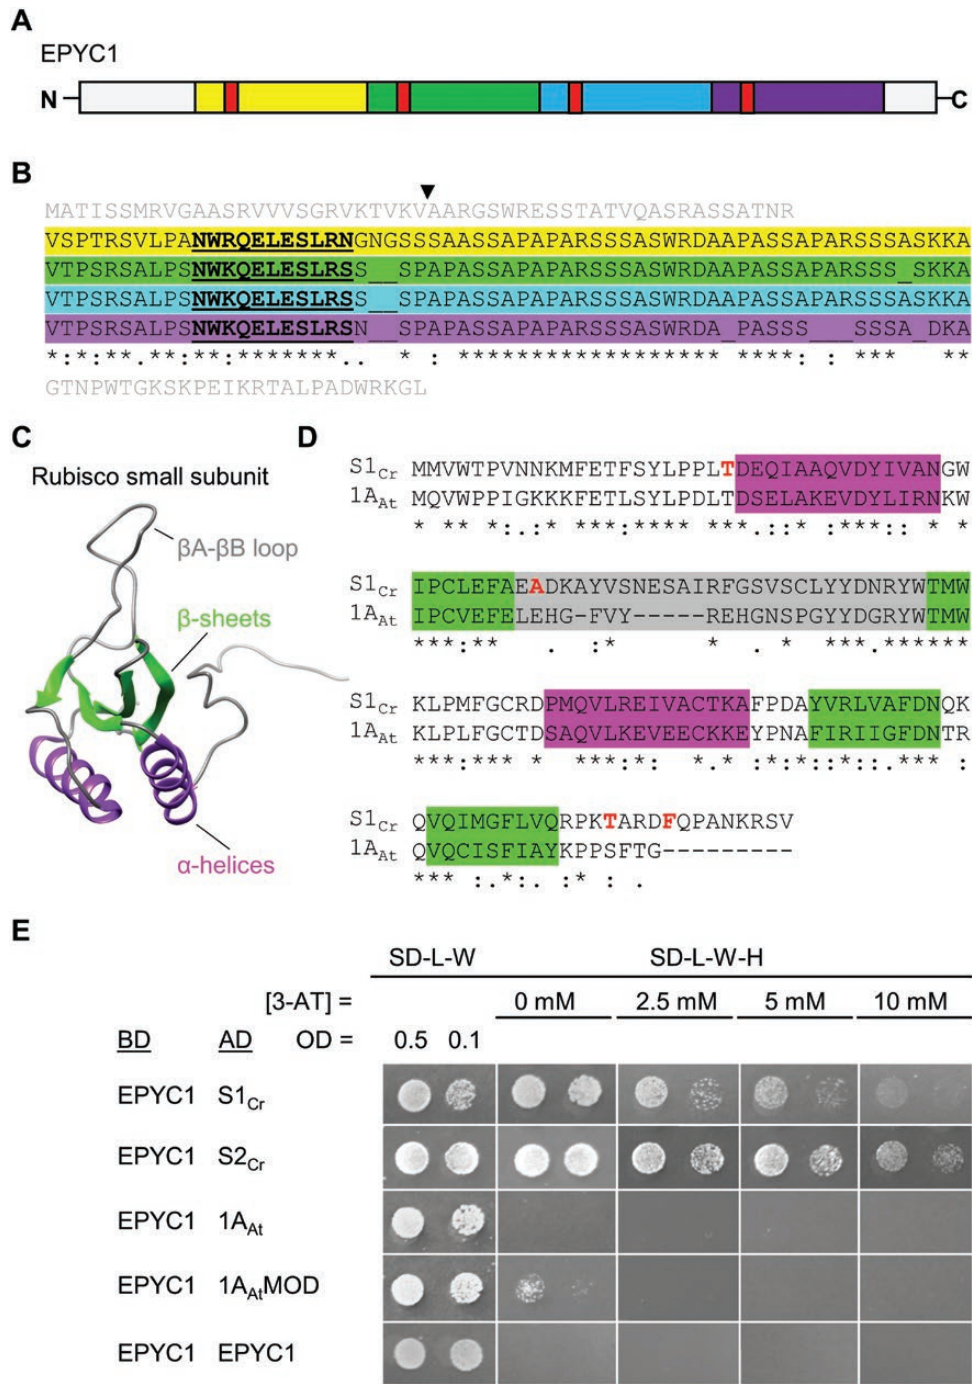 A
EPYC1
N
C
B
MATISSMRVGAASRVVVSGRVKTVKVAARGSWRESSTATVQASRASSATNR
VSPTRSVLPANWRQELESLRNGNGSSSAASSAPAPARSSSASWRDAAPASSAPARSSSASKKA
VTPSRSALPSNWKQELESLRSS__SPAPASSAPAPARSSSASWRDAAPASSAPARSSS_SKKA
VTPSRSALPSNWKQELESLRSS__SPAPASSAPAPARSSSASWRDAAPASSAPARSSSASKKA
VTPSRSALPSNWKQELESLRSN__SPAPASSAPAPARSSSASWRDA_PASSS___SSSA_DKA
*:*:**.**.**:*********.. * : ****************** ***** : : *** **
GTNPWTGKSKPEIKRTALPADWRKGL
C
Rubisco small subunit
βA-βB loop
β-sheets
α-helices
D
S1Cr MMVWTPVNNKMFETFSYLPPLTDEQIAAQVDYIVANGW
1AAt MQVWPPIGKKKFETLSYLPDLTDSELAKEVDYLIRNKW
* ** *:.:* ***:**** ***.::* :***:: * *
S1Cr IPCLEFAEADKAYVSNESAIRFGSVSCLYYDNRYWTMW
1AAt IPCVEFELEHG-FVY-----REHGNSPGYYDGRYWTMW
***:** . :* * . * ***.******
S1Cr KLPMFGCRDPMQVLREIVACTKAFPDAYVRLVAFDNQK
1AAt KLPLFGCTDSAQVLKEVEECKKEYPNAFIRIIGFDNTR
***:*** * ***:*: *.* :*:*::*::.*** :
S1Cr QVQIMGFLVQRPKTARDFQPANKRSV
1AAt QVQCISFIAYKPPSFTG---------
*** :.*:. :* : .
E
SD-L-W SD-L-W-H
[3-AT] = 0 mM 2.5 mM 5 mM 10 mM
BD AD OD = 0.5 0.1
EPYC1 S1Cr
EPYC1 S2Cr
EPYC1 1AAt
EPYC1 1AAtMOD
EPYC1 EPYC1